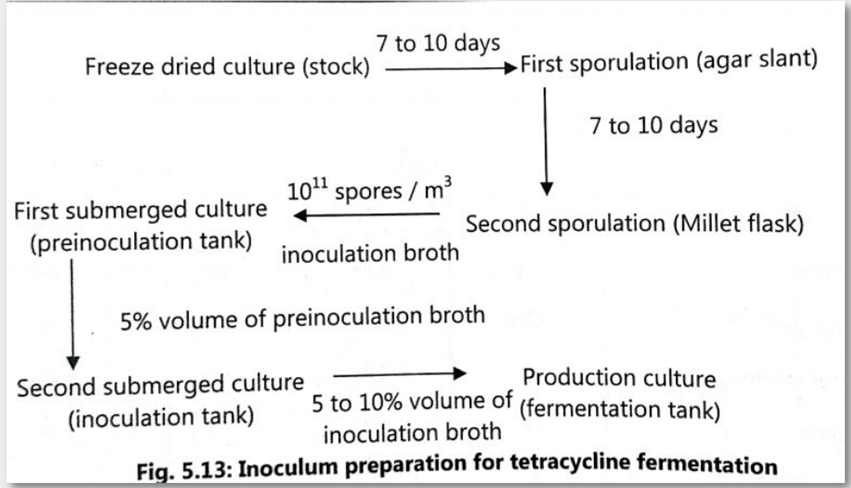 7 to 10 days
Freeze dried culture (stock)
First sporulation (agar slant)
7 to 10 days
Second sporulation (Millet flask)
10¹¹ spores / m³
inoculation broth
First submerged culture
(preinoculation tank)
5% volume of preinoculation broth
Second submerged culture
(inoculation tank)
5 to 10% volume of
inoculation broth
Production culture
(fermentation tank)
Fig. 5.13: Inoculum preparation for tetracycline fermentation